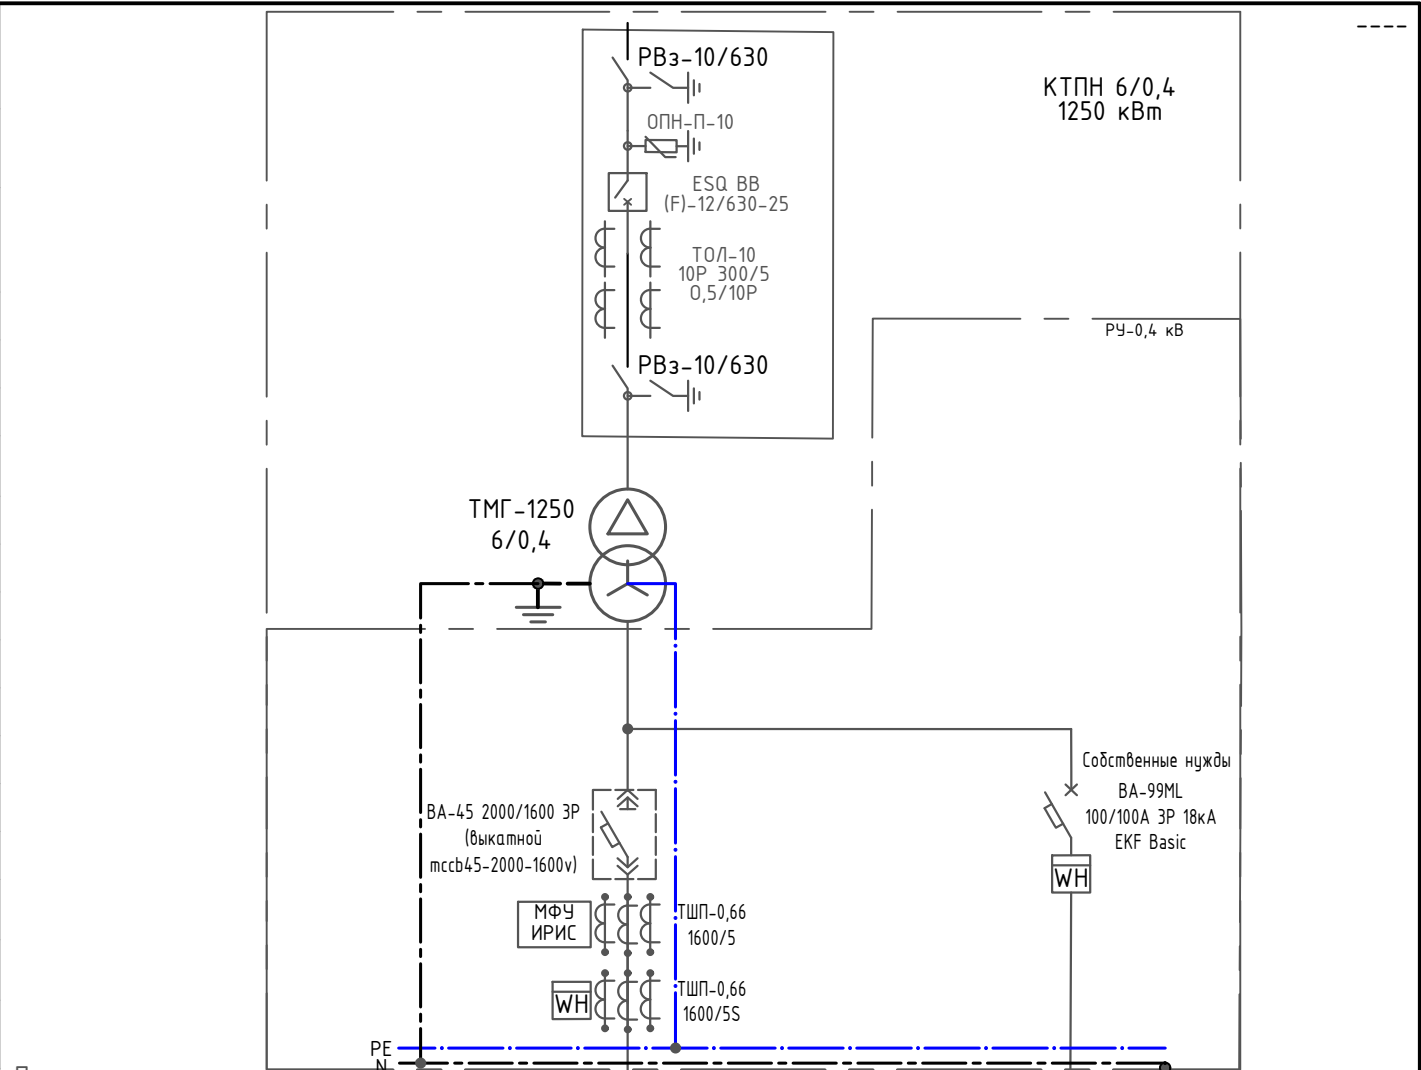 РВз-10/630
КТПН 6/0,4
1250 кВт
ОПН-П-10
ESQ ВВ
(F)-12/630-25
ТОЛ-10
10Р 300/5
0,5/10Р
РУ-0,4 кВ
РВз-10/630
ТМГ-1250
6/0,4
Собственные нужды
ВА-99ML
100/100А 3Р 18кА
EKF Basic
WH
ВА-45 2000/1600 3Р
(выкатной
mccb45-2000-1600v)
МФУ
ИРИС
ТШП-0,66
1600/5
WH
ТШП-0,66
1600/5S
PE
N